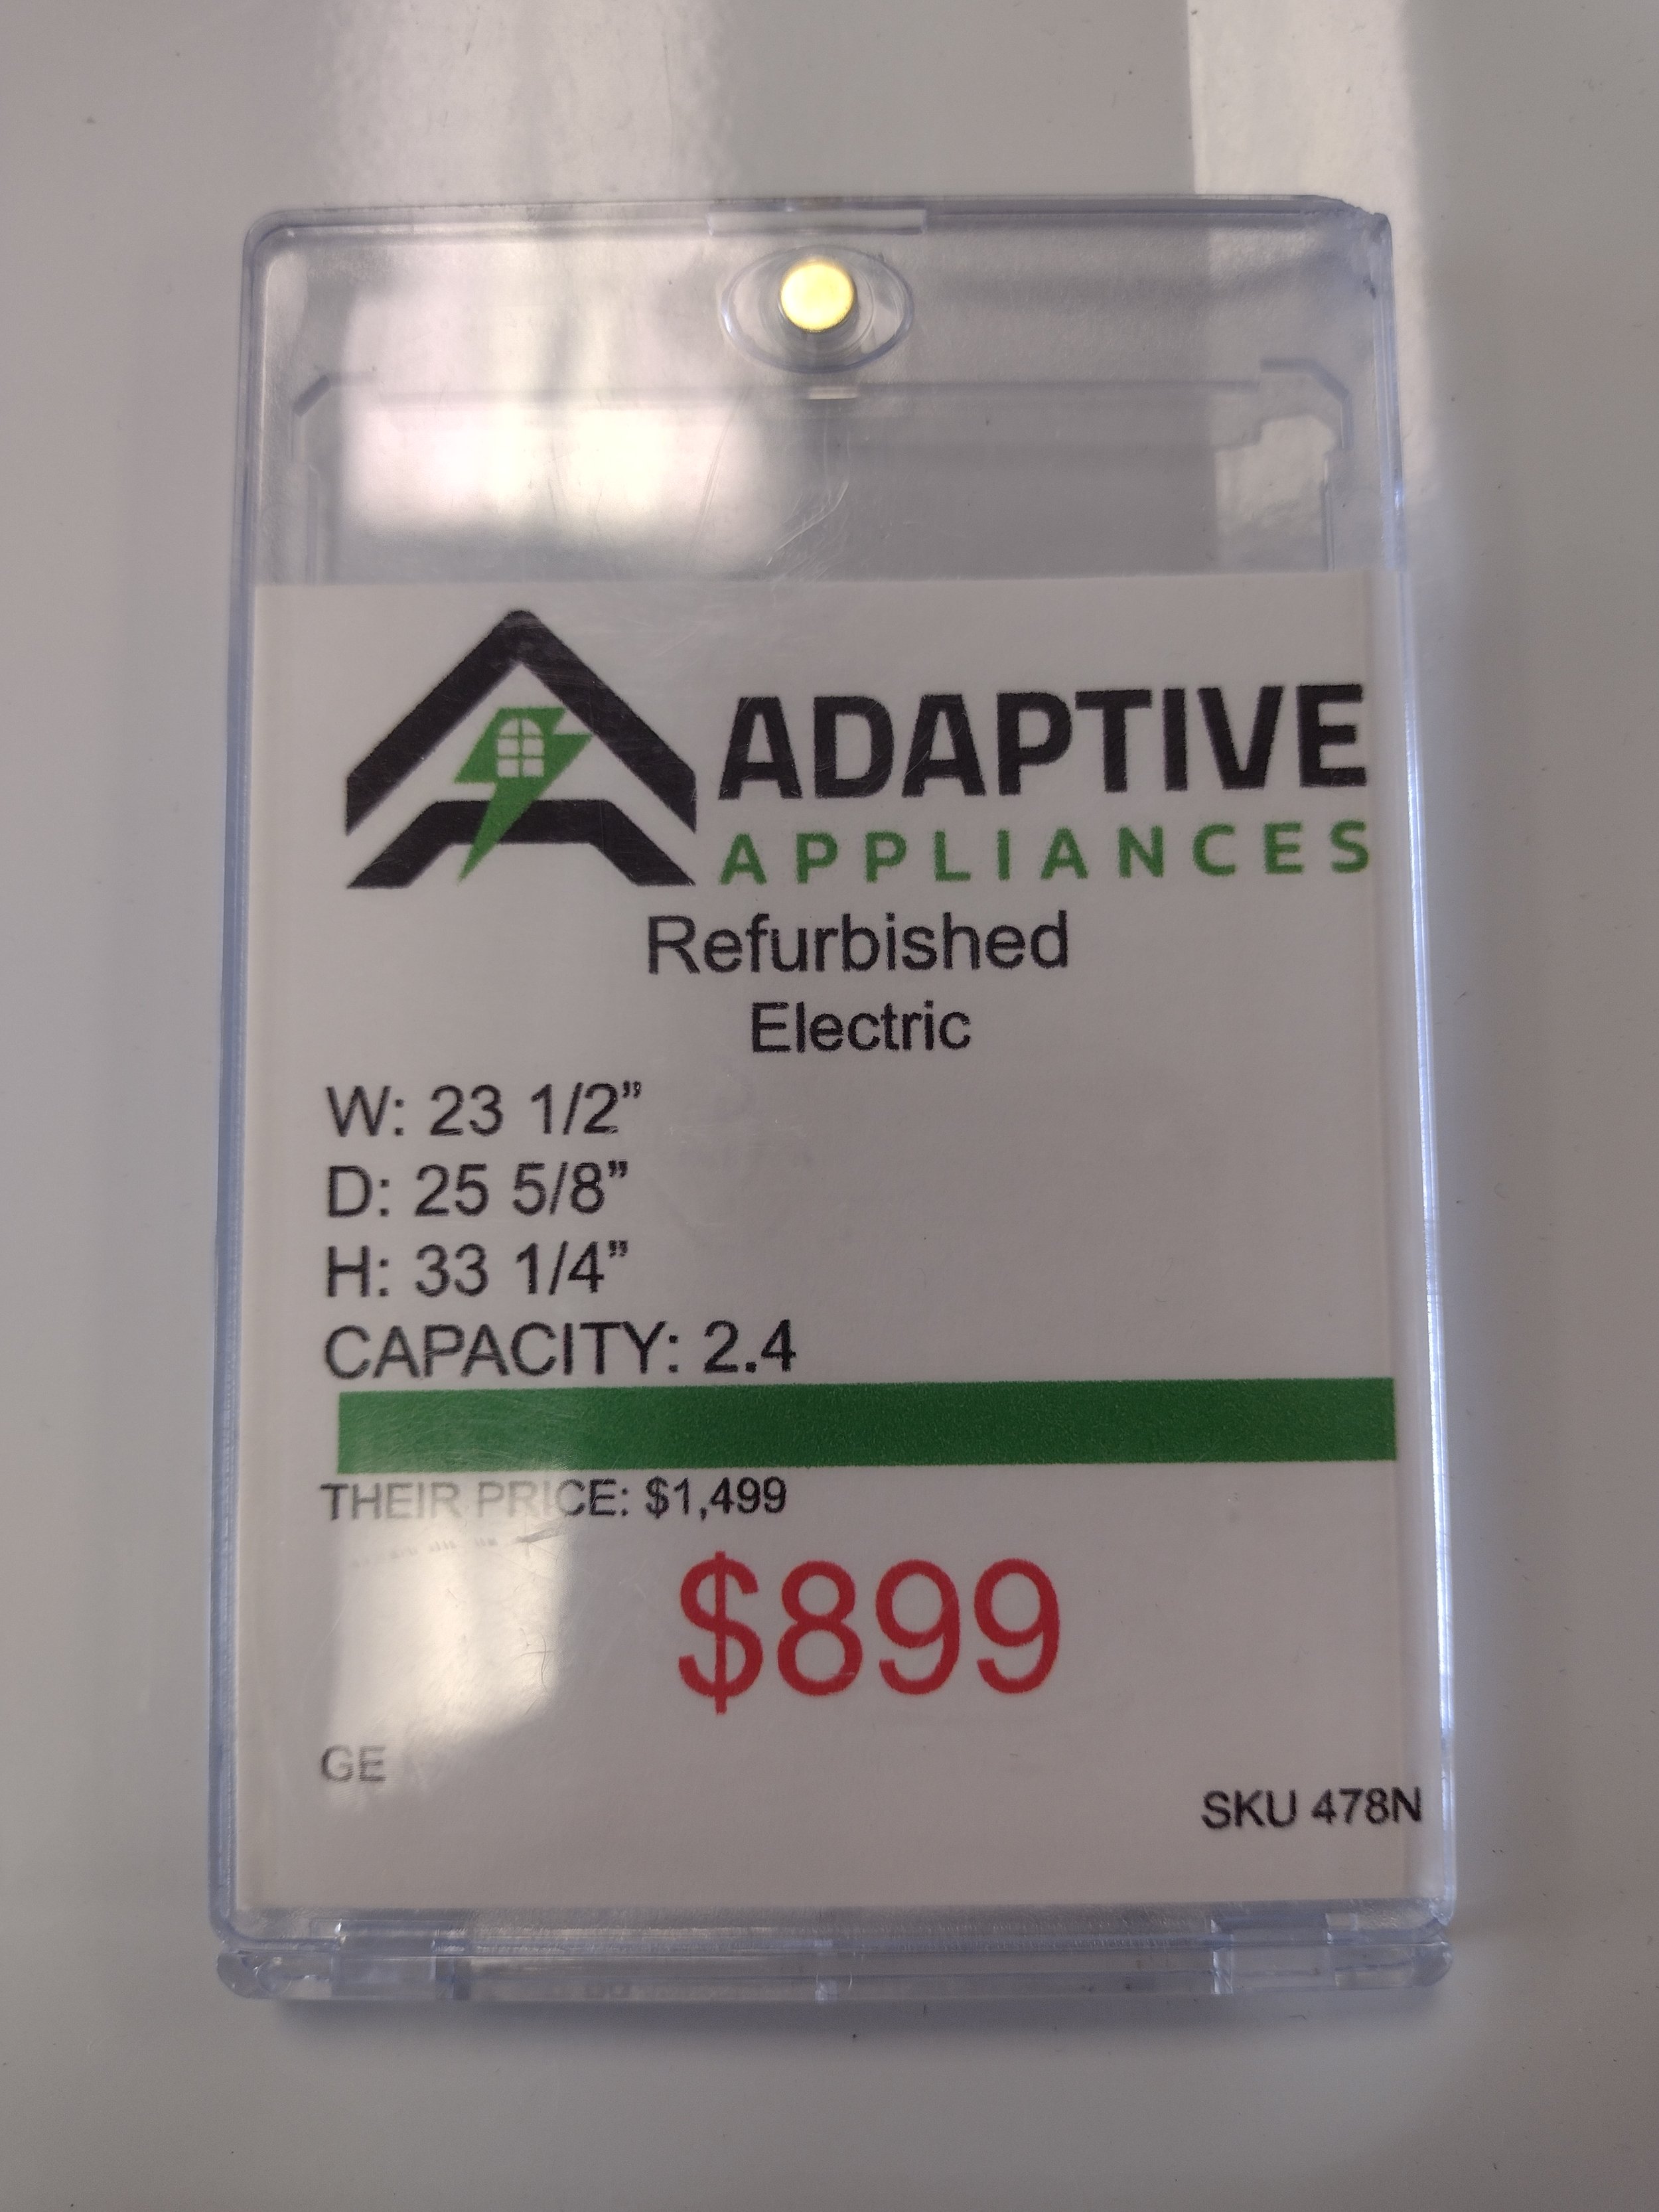 ADAPTIVE
APPLIANCES
Refurbished
Electric
W: 23 1/2”
D: 25 5/8”
H: 33 1/4”
CAPACITY: 2.4
THEIR PRICE: $1,499
$899
GE
SKU 478N